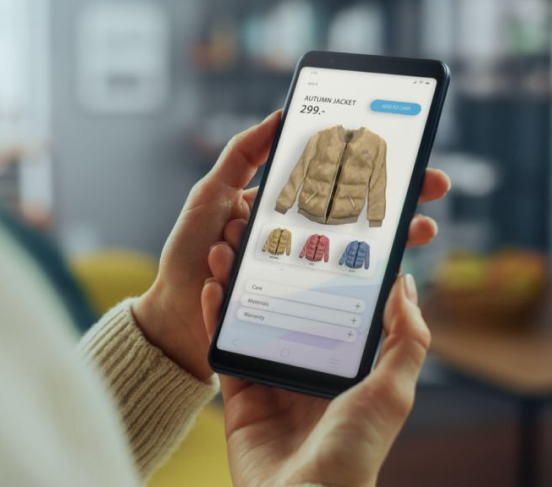 AUTUMN JACKET
299.-
ADD TO CART
Care
Materials
Warranty